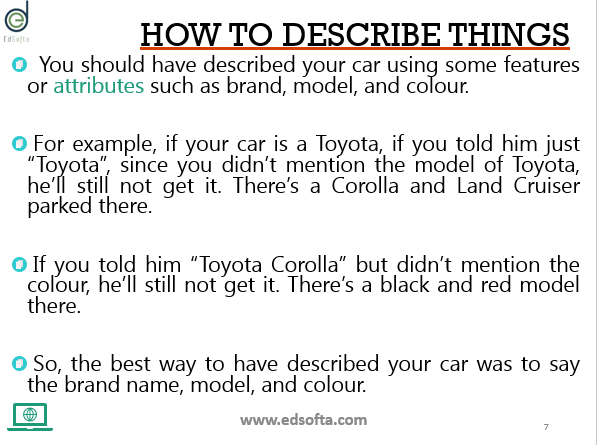 EdSofta
HOW TO DESCRIBE THINGS
You should have described your car using some features
or attributes such as brand, model, and colour.
For example, if your car is a Toyota, if you told him just
“Toyota”, since you didn’t mention the model of Toyota,
he’ll still not get it. There’s a Corolla and Land Cruiser
parked there.
If you told him “Toyota Corolla” but didn’t mention the
colour, he’ll still not get it. There’s a black and red model
there.
So, the best way to have described your car was to say
the brand name, model, and colour.
www.edsofta.com
7